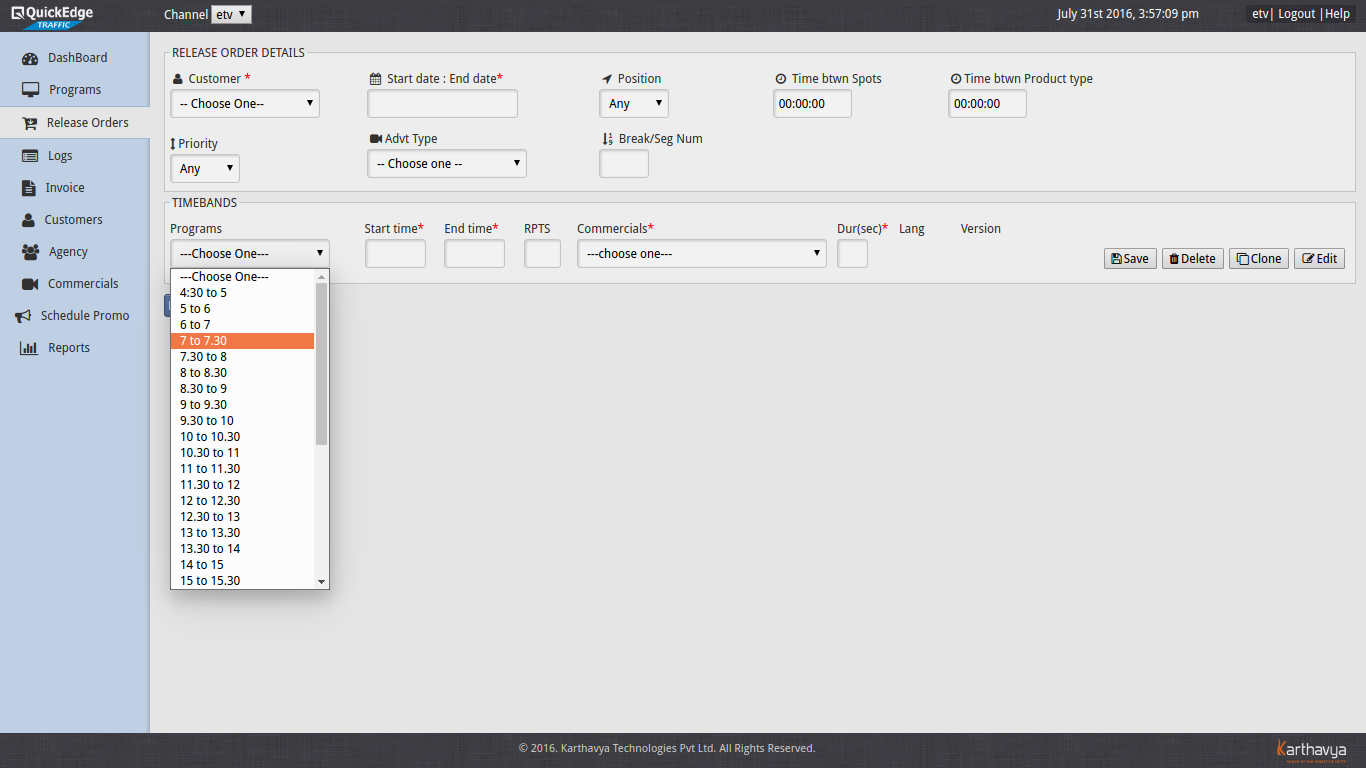 QuickEdge
TRAFFIC
Channel etv
July 31st 2016, 3:57:09 pm
etv| Logout |Help
DashBoard
Programs
Release Orders
Logs
Invoice
Customers
Agency
Commercials
Schedule Promo
Reports
RELEASE ORDER DETAILS
Customer * Start date : End date* Position Time btwn Spots Time btwn Product type
-- Choose One-- Any 00:00:00 00:00:00
Priority Advt Type Break/Seg Num
Any -- Choose one --
TIMEBANDS
Programs Start time* End time* RPTS Commercials* Dur(sec)* Lang Version
---Choose One--- ---choose one---
Save Delete Clone Edit
---Choose One---
4:30 to 5
5 to 6
6 to 7
7 to 7.30
7.30 to 8
8 to 8.30
8.30 to 9
9 to 9.30
9.30 to 10
10 to 10.30
10.30 to 11
11 to 11.30
11.30 to 12
12 to 12.30
12.30 to 13
13 to 13.30
13.30 to 14
14 to 15
15 to 15.30
© 2016. Karthavya Technologies Pvt Ltd. All Rights Reserved.
Karthavya